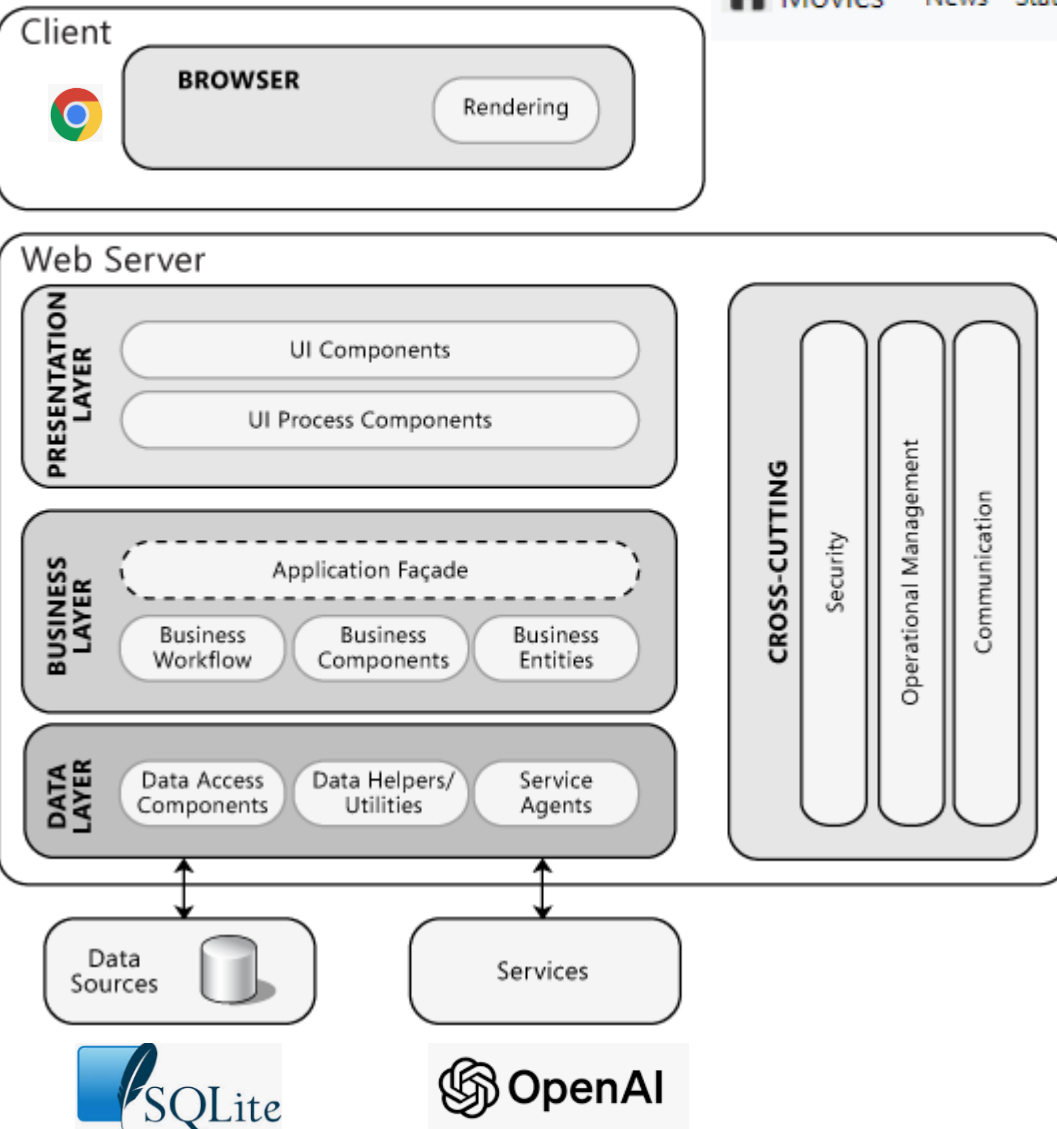 Movies News
Client
BROWSER
Rendering
Web Server
PRESENTATION
LAYER
UI Components
UI Process Components
BUSINESS
LAYER
Application Façade
Business
Workflow
Business
Components
Business
Entities
DATA
LAYER
Data Access
Components
Data Helpers/
Utilities
Service
Agents
CROSS-CUTTING
Security
Operational Management
Communication
Data
Sources
Services
SQLite
OpenAI